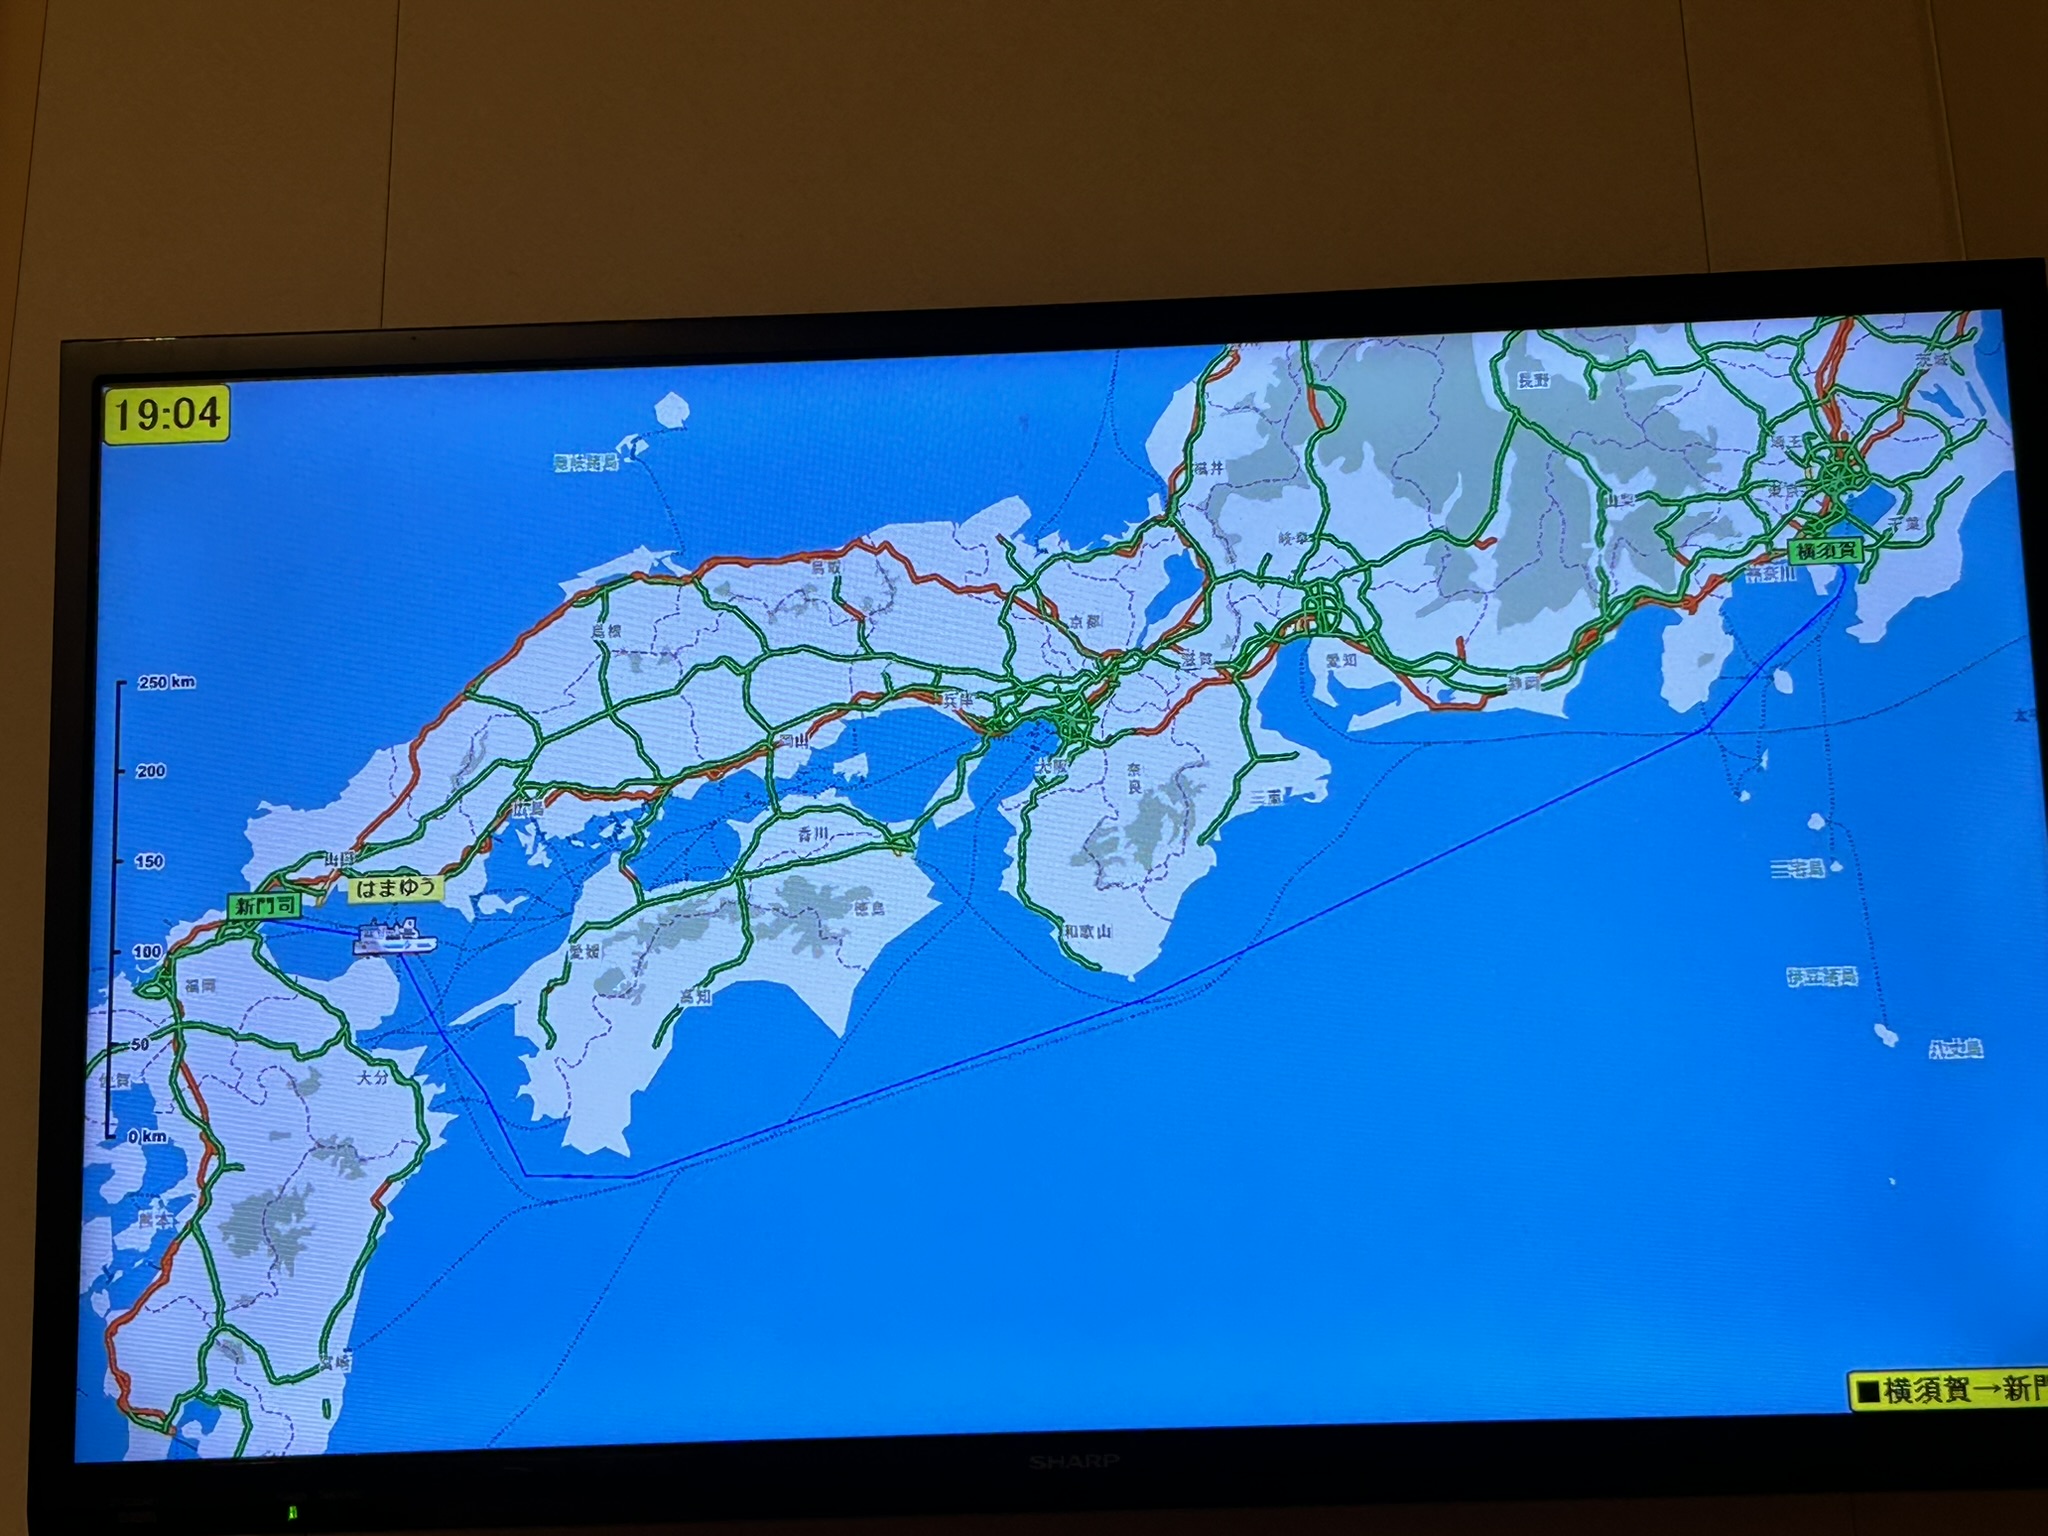 19:04
長野
茨城
福井
埼玉
東京
山梨
千葉
岐阜
横須賀
神奈川
鳥取
島根
京都
滋賀
愛知
静岡
250 km
兵庫
200
岡山
大阪
奈良
三重
広島
香川
150
山口
はまゆう
三宅島
新門司
徳島
和歌山
100
愛媛
福岡
高知
伊豆諸島
50
八丈島
大分
佐賀
0 km
熊本
宮崎
■横須賀→新門
SHARP